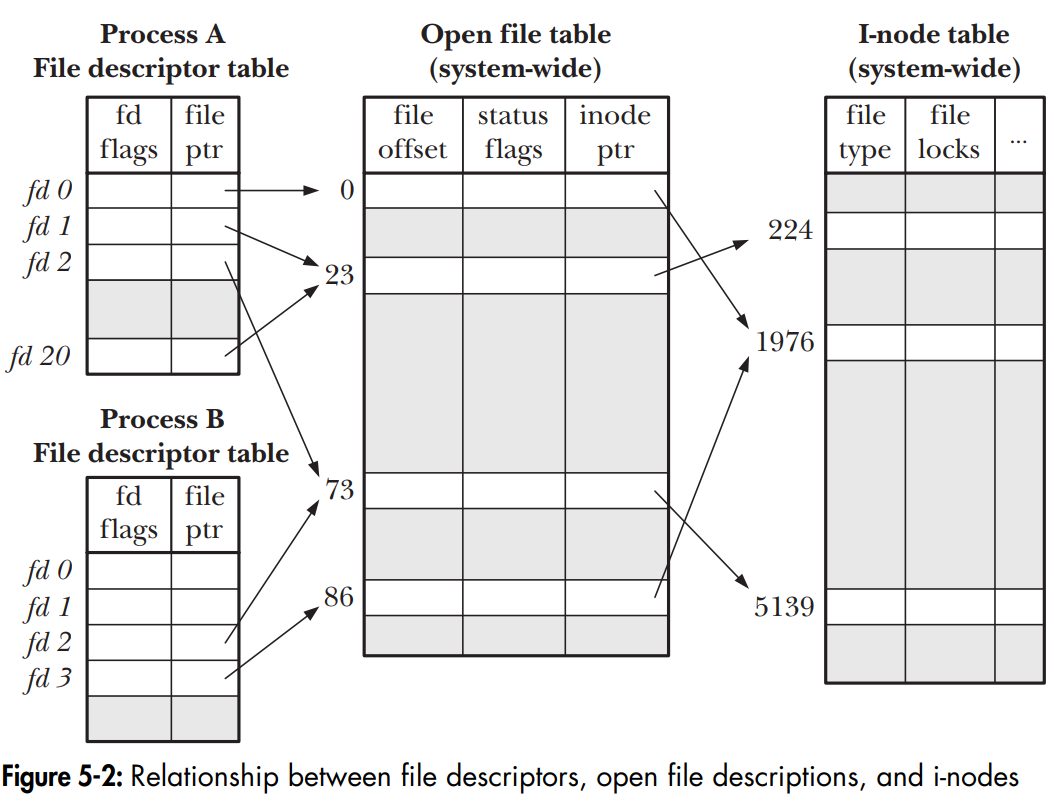 Process A
File descriptor table
fd flags
file ptr
fd 0
fd 1
fd 2
fd 20
Process B
File descriptor table
fd flags
file ptr
fd 0
fd 1
fd 2
fd 3
Open file table
(system-wide)
file offset
status flags
inode ptr
0
23
73
86
I-node table
(system-wide)
file type
file locks
...
224
1976
5139
Figure 5-2: Relationship between file descriptors, open file descriptions, and i-nodes